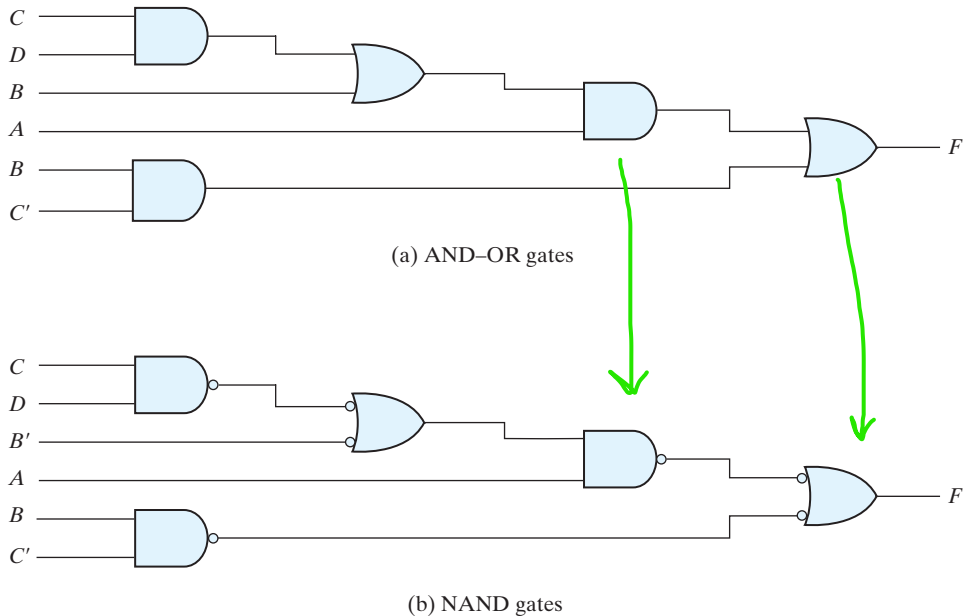 C
D
B
A
B
C'
F
(a) AND–OR gates
C
D
B'
A
B
C'
F
(b) NAND gates